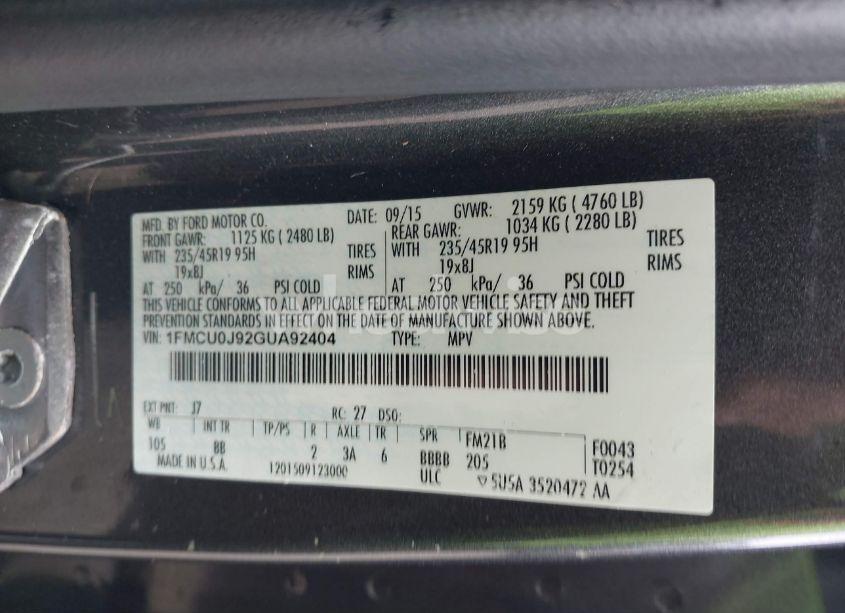 MFD. BY FORD MOTOR CO. DATE: 09/15 GVWR: 2159 KG ( 4760 LB)
FRONT GAWR: 1125 KG ( 2480 LB) REAR GAWR: 1034 KG ( 2280 LB)
WITH 235/45R19 95H TIRES WITH 235/45R19 95H TIRES
19x8J RIMS 19x8J RIMS
AT 250 kPa/ 36 PSI COLD AT 250 kPa/ 36 PSI COLD
THIS VEHICLE CONFORMS TO ALL APPLICABLE FEDERAL MOTOR VEHICLE SAFETY AND THEFT
PREVENTION STANDARDS IN EFFECT ON THE DATE OF MANUFACTURE SHOWN ABOVE.
VIN: 1FMCU0J92GUA92404 TYPE: MPV
EXT PNT: J7 RC: 27 DSO:
WB INT TR TP/PS R AXLE TR SPR FM21B F0043
105 8B 2 3A 6 BBBB 205 T0254
MADE IN U.S.A. 1201509123000 ULC 5U5A 3520472 AA